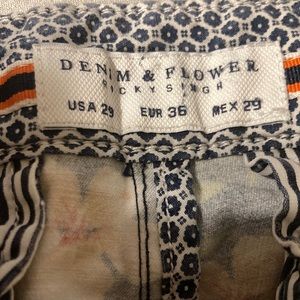 DENIM & FLOWER
RICKY SINGH
USA 29 EUR 36 MEX 29